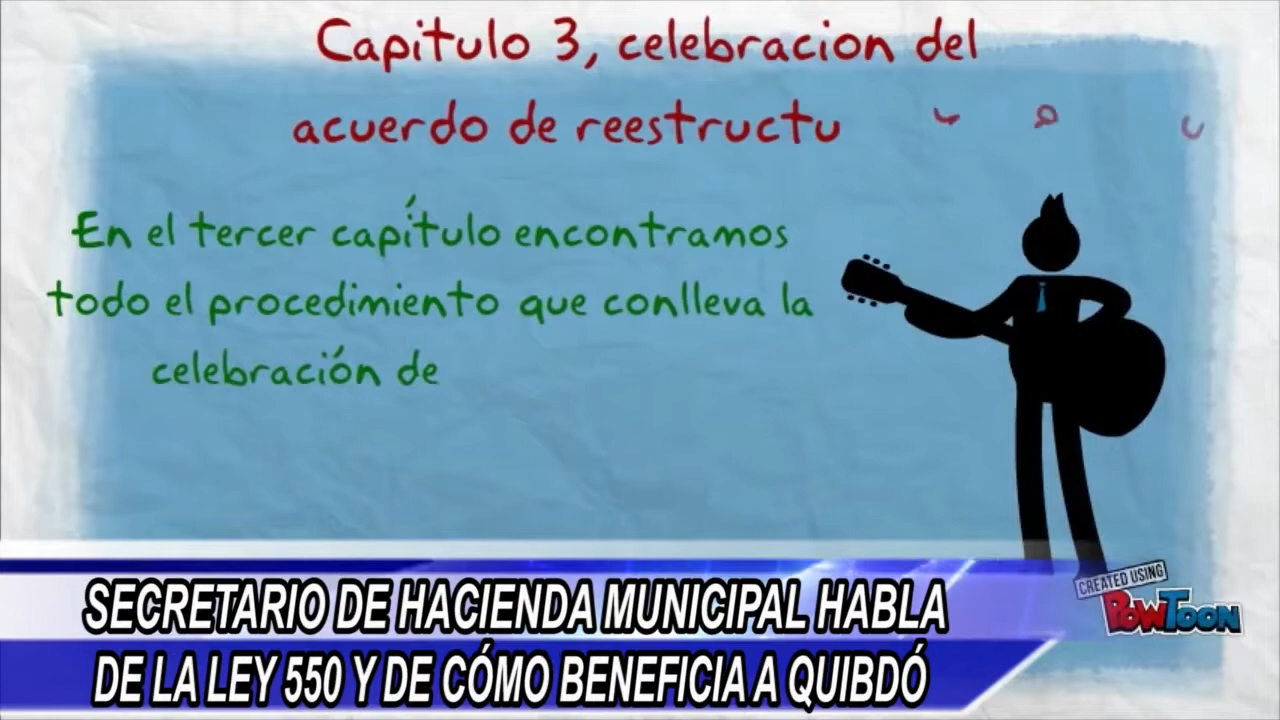 Capitulo 3, celebracion del
acuerdo de reestructu
En el tercer capítulo encontramos
todo el procedimiento que conlleva la
celebración de
CREATED USING
POWTOON
SECRETARIO DE HACIENDA MUNICIPAL HABLA
DE LA LEY 550 Y DE CÓMO BENEFICIA A QUIBDÓ